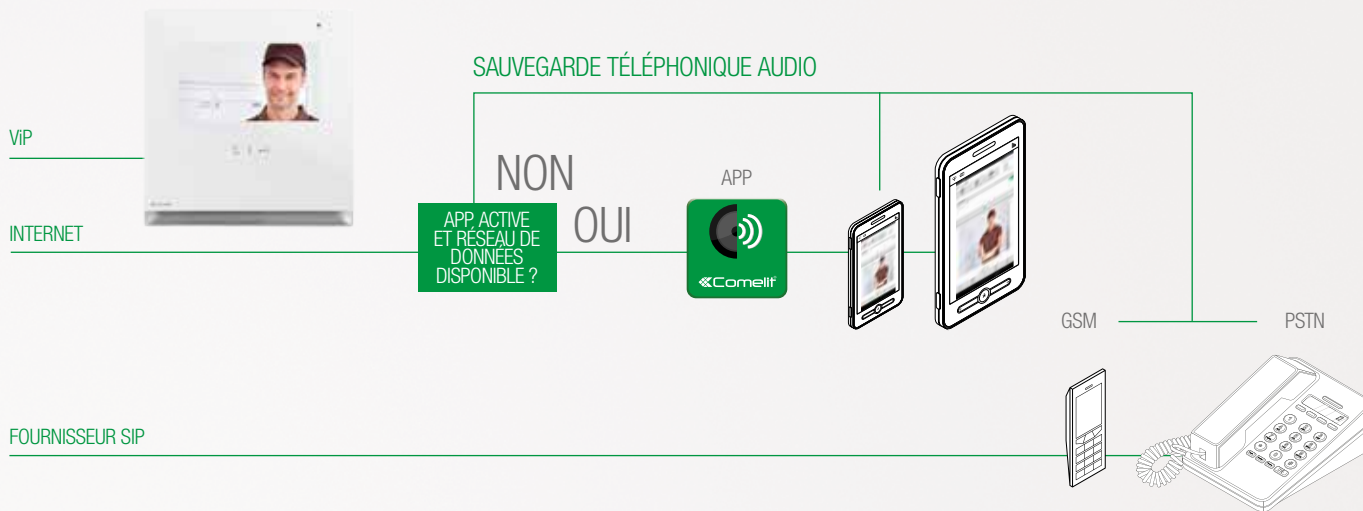 SAUVEGARDE TÉLÉPHONIQUE AUDIO
ViP
NON
APP
OUI
INTERNET
APP, ACTIVE
ET RÉSEAU DE
DONNÉES
DISPONIBLE ?
Comelit
GSM
PSTN
FOURNISSEUR SIP